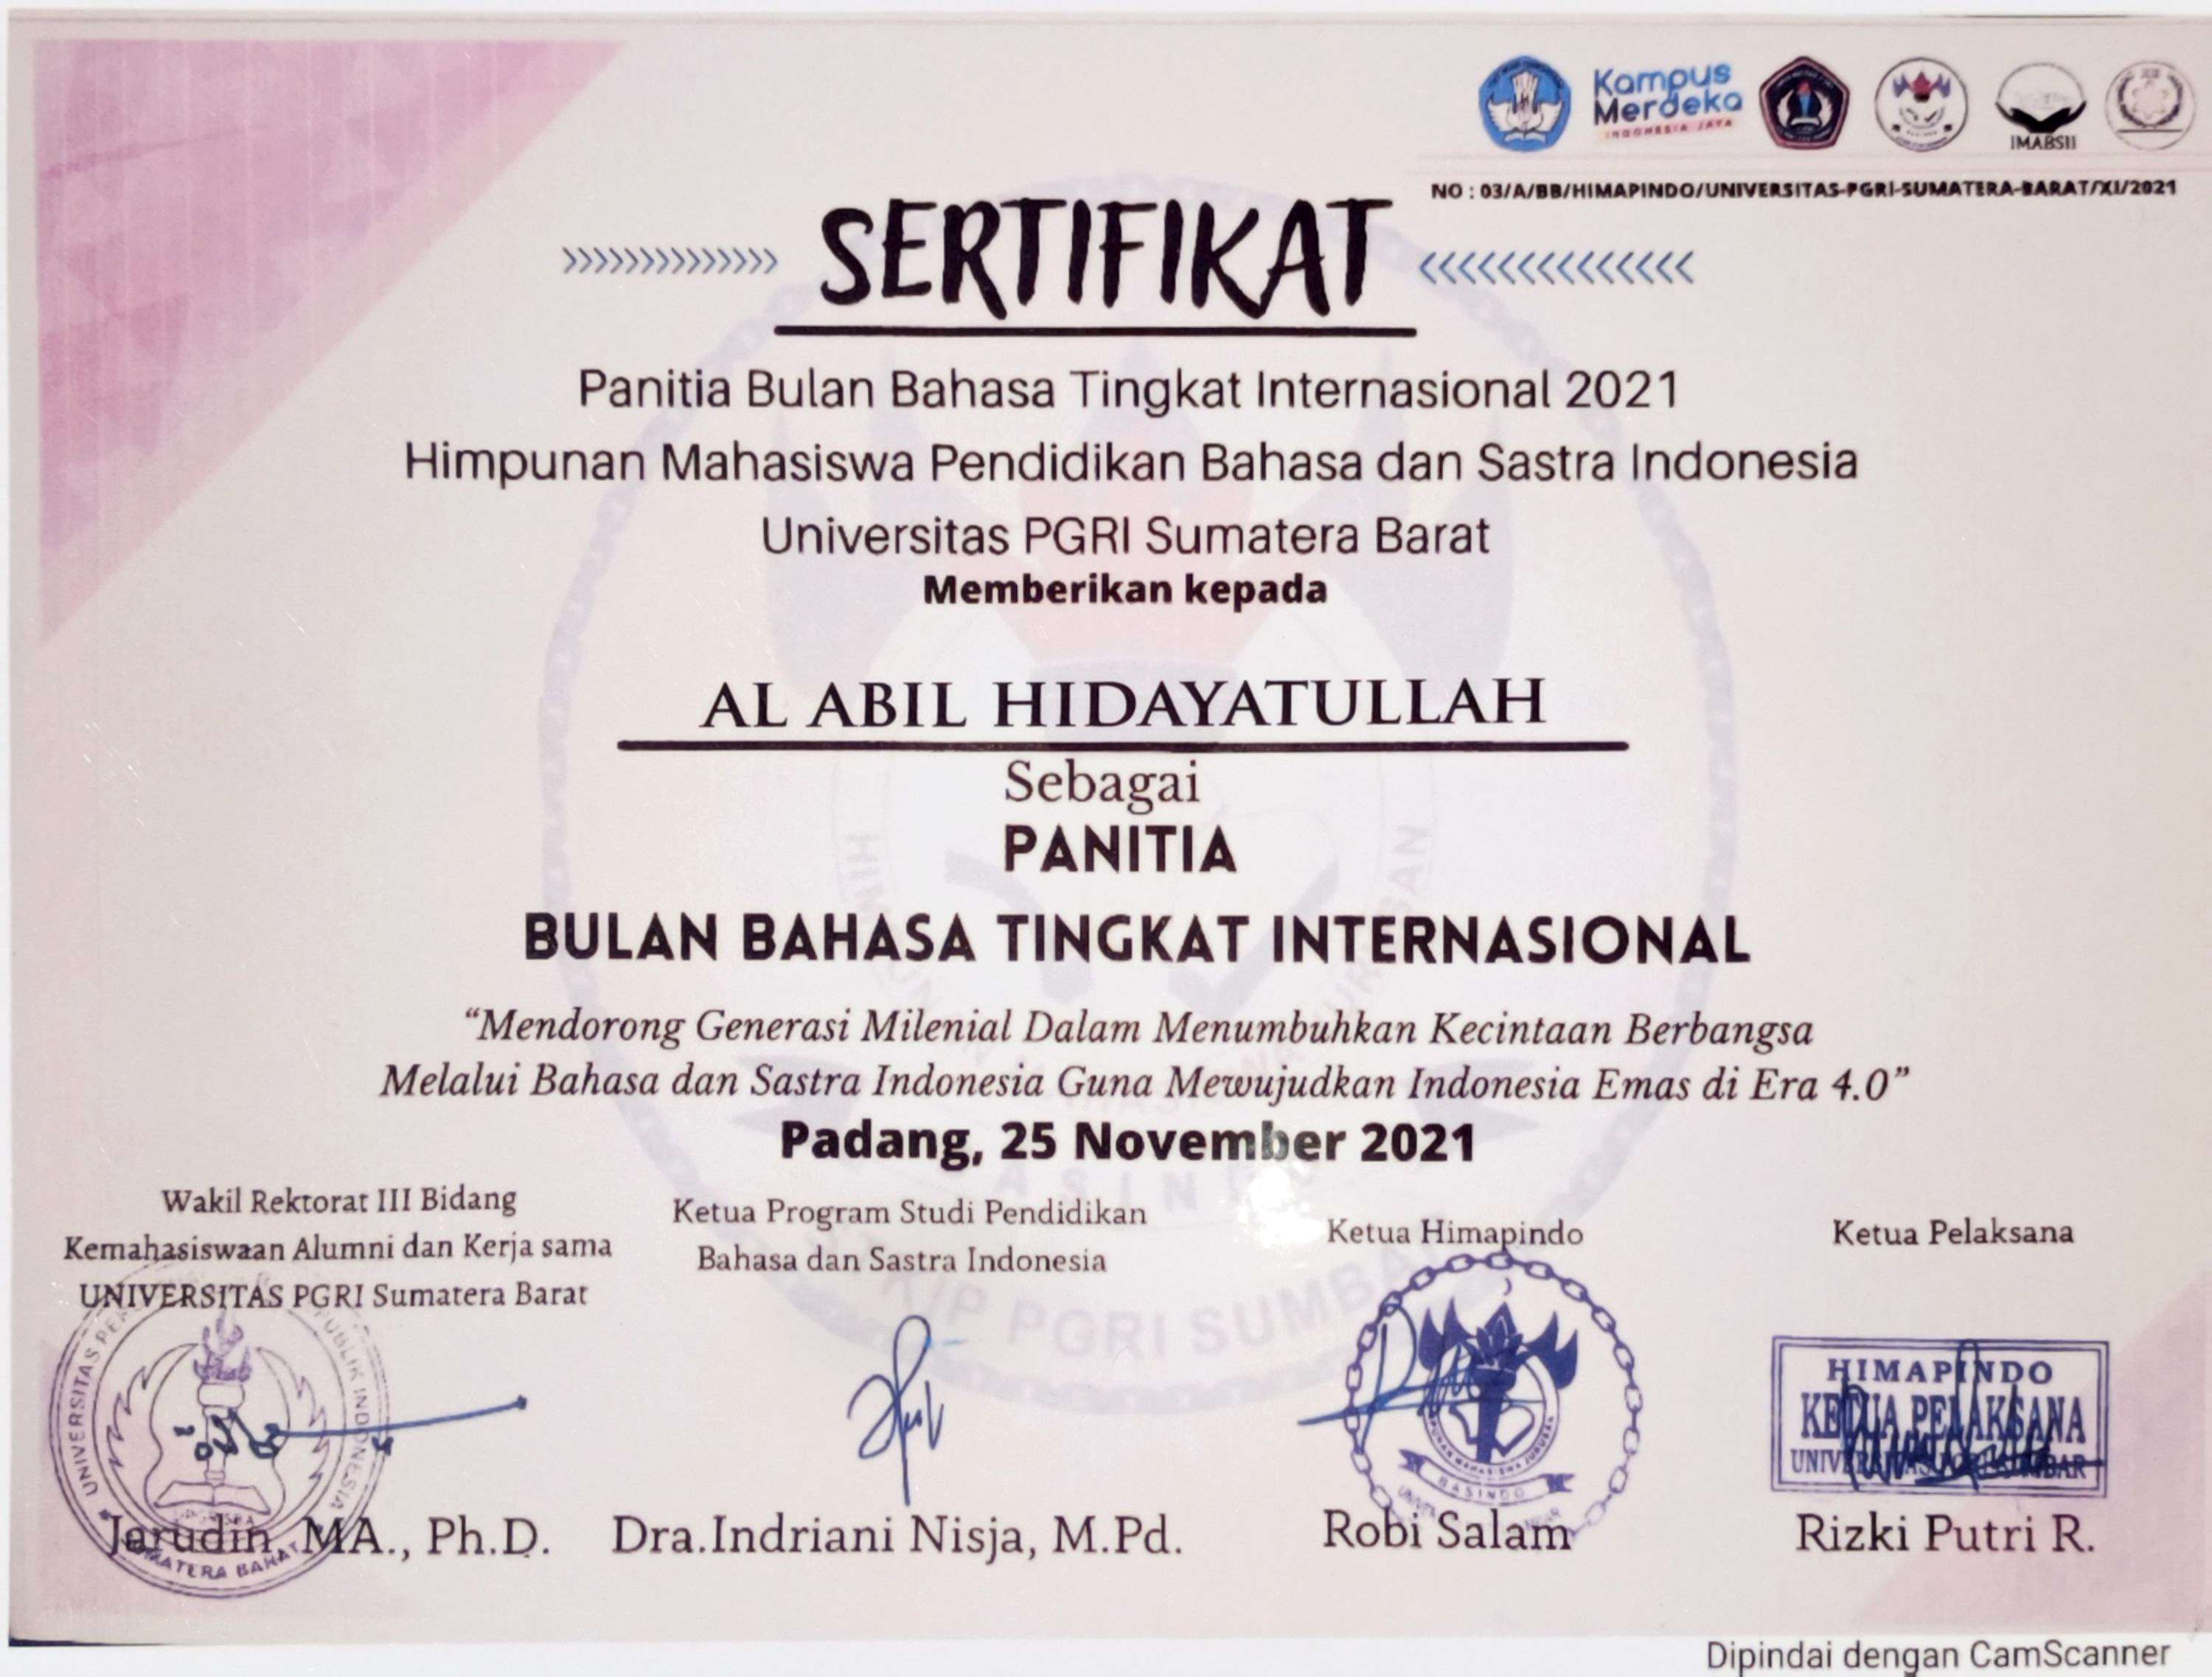 Kampus
Merdeka
INDONESIA JAYA
IMABSII
NO : 03/A/BB/HIMAPINDO/UNIVERSITAS-PGRI-SUMATERA-BARAT/XI/2021
SERTIFIKAT
Panitia Bulan Bahasa Tingkat Internasional 2021
Himpunan Mahasiswa Pendidikan Bahasa dan Sastra Indonesia
Universitas PGRI Sumatera Barat
Memberikan kepada
AL ABIL HIDAYATULLAH
Sebagai
PANITIA
BULAN BAHASA TINGKAT INTERNASIONAL
“Mendorong Generasi Milenial Dalam Menumbuhkan Kecintaan Berbangsa
Melalui Bahasa dan Sastra Indonesia Guna Mewujudkan Indonesia Emas di Era 4.0”
Padang, 25 November 2021
Wakil Rektorat III Bidang
Kemahasiswaan Alumni dan Kerja sama
UNIVERSITAS PGRI Sumatera Barat
Jarudin, MA., Ph.D.
Ketua Program Studi Pendidikan
Bahasa dan Sastra Indonesia
Dra.Indriani Nisja, M.Pd.
Ketua Himapindo
BASINDO
Robi Salam
Ketua Pelaksana
HIMAPINDO
KETUA PELAKSANA
Rizki Putri R.
PGRI SUMBAR
Dipindai dengan CamScanner